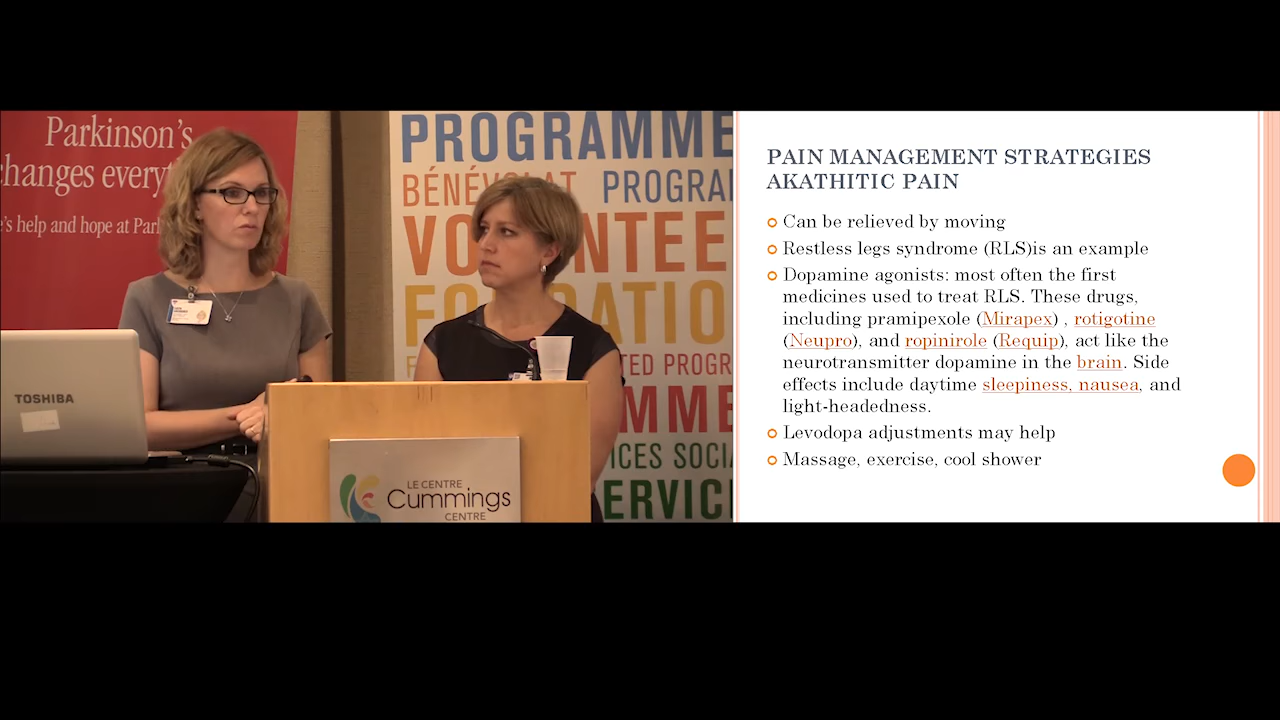 Parkinson's
changes every
e's help and hope at Par
PROGRAMME
BÉNÉVOLAT PROGRA
VOLUNTEE
FONDATIO
TED PROGR
MME
ICES SOCI
ERVIC
TOSHIBA
LE CENTRE
Cummings
CENTRE
PAIN MANAGEMENT STRATEGIES
AKATHITIC PAIN
Can be relieved by moving
Restless legs syndrome (RLS)is an example
Dopamine agonists: most often the first
medicines used to treat RLS. These drugs,
including pramipexole (Mirapex) , rotigotine
(Neupro), and ropinirole (Requip), act like the
neurotransmitter dopamine in the brain. Side
effects include daytime sleepiness, nausea, and
light-headedness.
Levodopa adjustments may help
Massage, exercise, cool shower